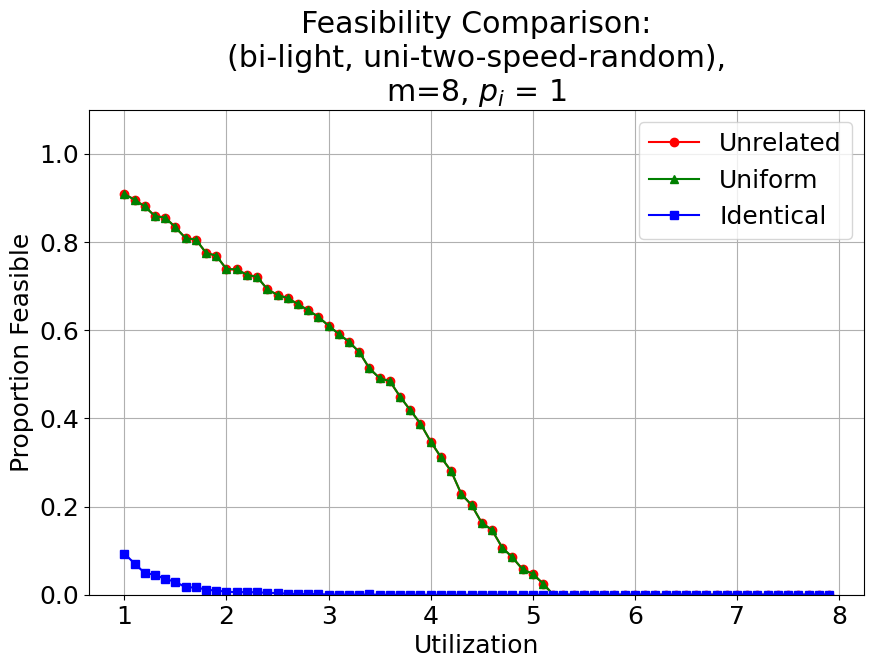 Feasibility Comparison:
(bi-light, uni-two-speed-random),
m=8, $p_i$ = 1
Unrelated
Uniform
Identical
Proportion Feasible
1.0
0.8
0.6
0.4
0.2
0.0
1 2 3 4 5 6 7 8
Utilization